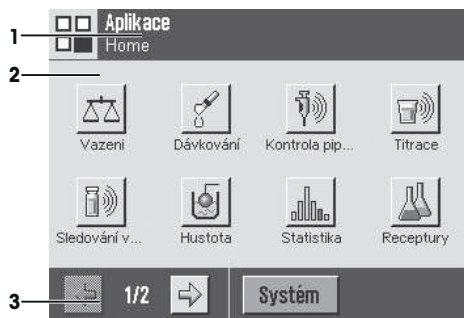 Aplikace
1
Home
2
Vazeni
Dávkování
Kontrola pip...
Titrace
Sledování v...
Hustota
Statistika
Receptury
3
1/2
Systém